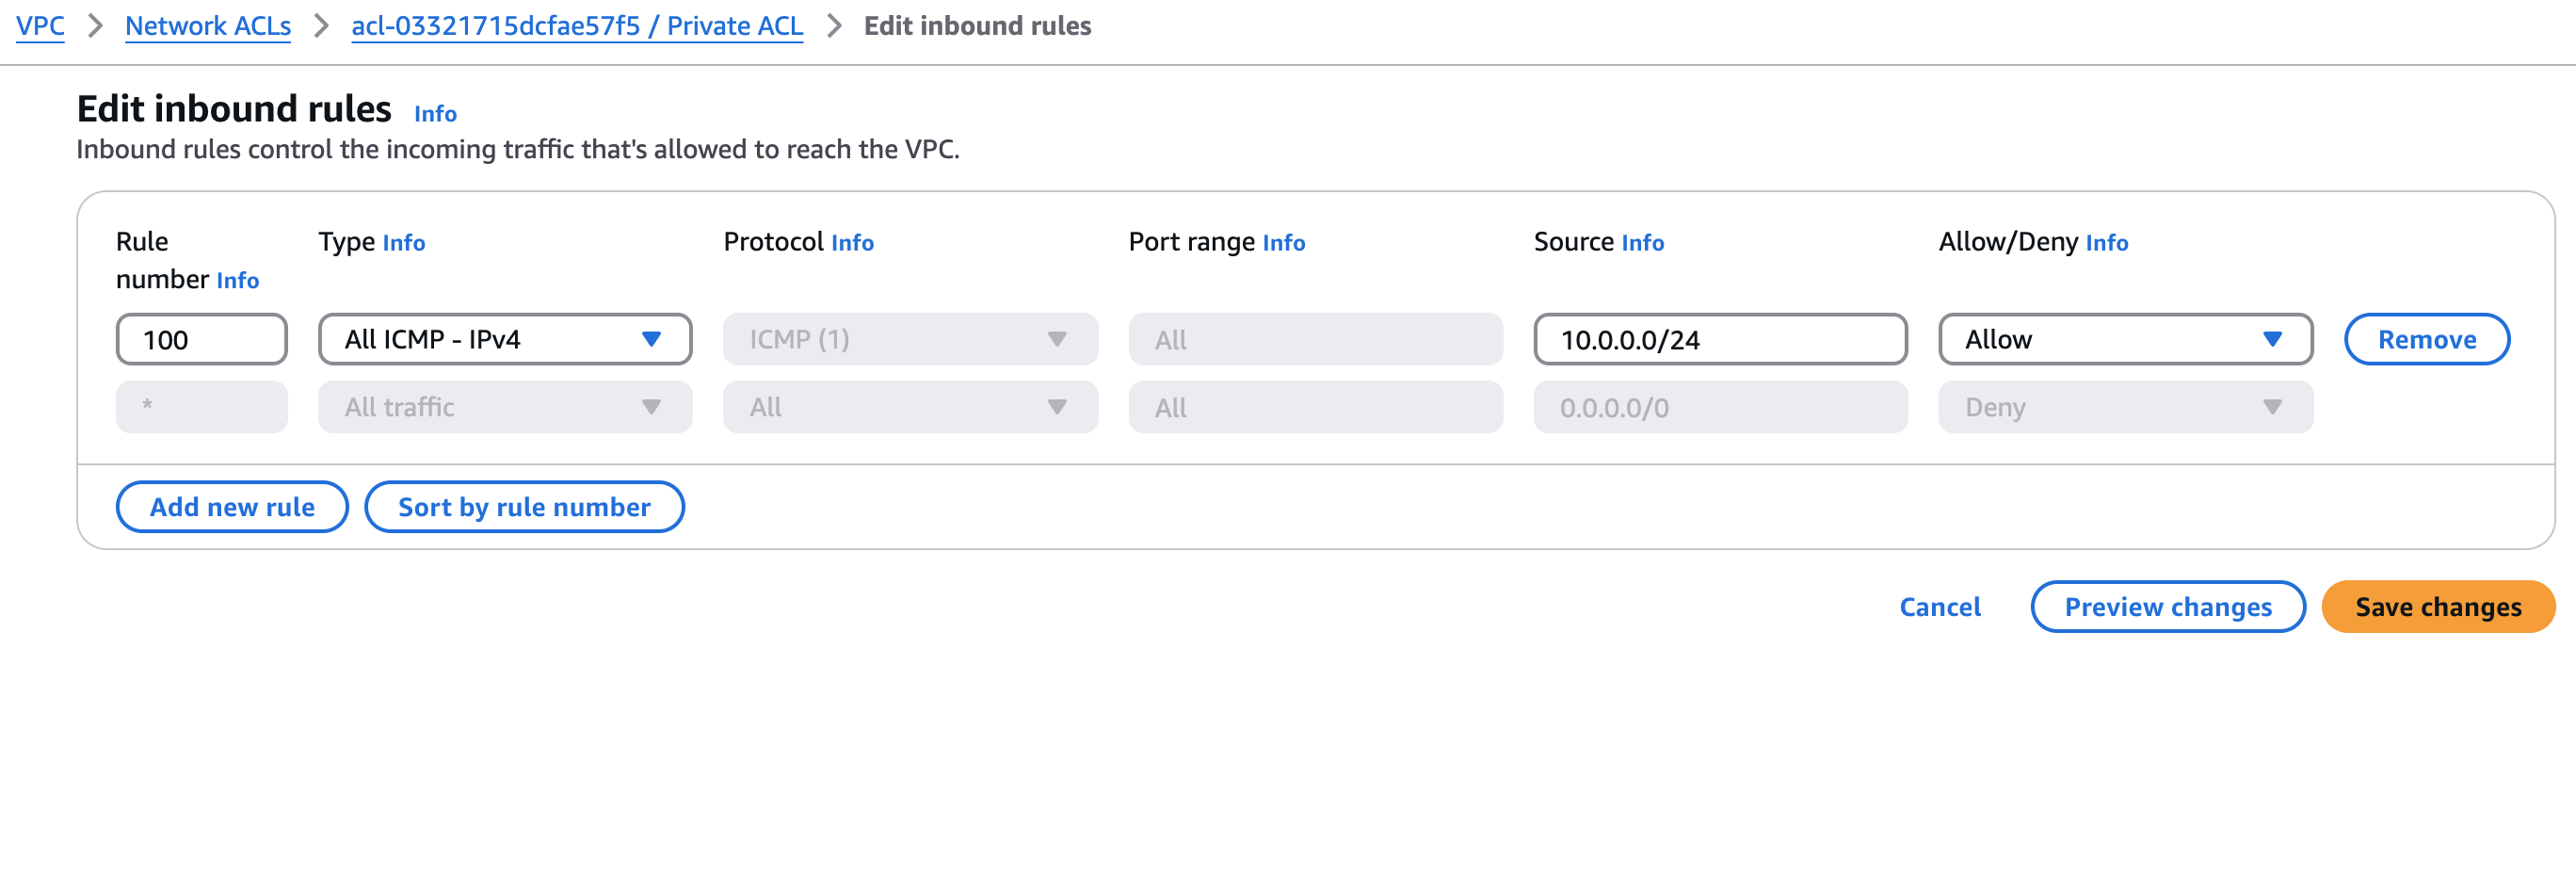 VPC > Network ACLs > acl-03321715dcfae57f5 / Private ACL > Edit inbound rules
Edit inbound rules Info
Inbound rules control the incoming traffic that's allowed to reach the VPC.
Rule number Info Type Info Protocol Info Port range Info Source Info Allow/Deny Info
100 All ICMP - IPv4 ICMP (1) All 10.0.0.0/24 Allow Remove
* All traffic All All 0.0.0.0/0 Deny
Add new rule Sort by rule number
Cancel Preview changes Save changes